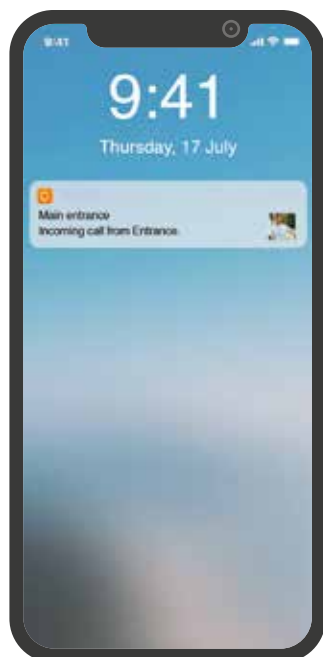 9:41
9:41
Thursday, 17 July
Main entrance
Incoming call from Entrance.